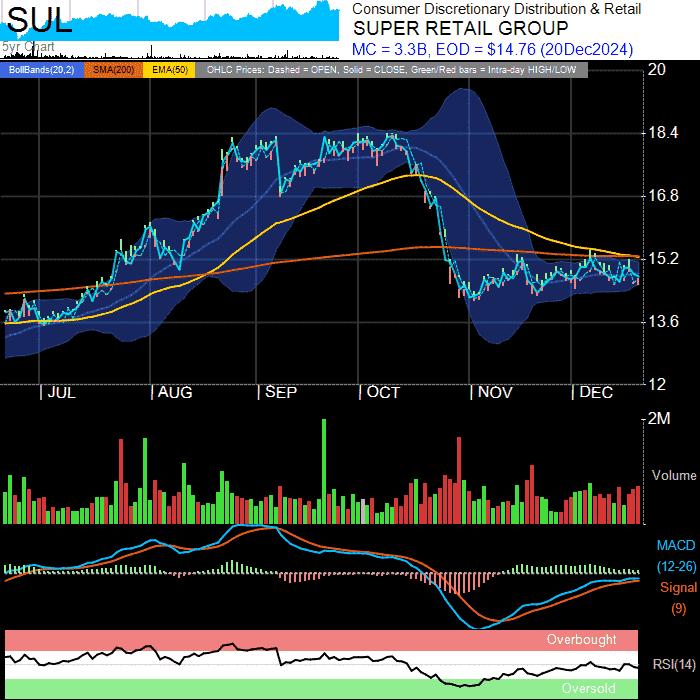 SUL
5yr Chart
Consumer Discretionary Distribution & Retail
SUPER RETAIL GROUP
MC = 3.3B, EOD = $14.76 (20Dec2024)
BollBands(20,2) SMA(200) EMA(50) OHLC Prices: Dashed = OPEN, Solid = CLOSE, Green/Red bars = Intra-day HIGH/LOW
20
18.4
16.8
15.2
13.6
12
JUL AUG SEP OCT NOV DEC
2M
Volume
MACD
(12-26)
Signal
(9)
Overbought
RSI(14)
Oversold